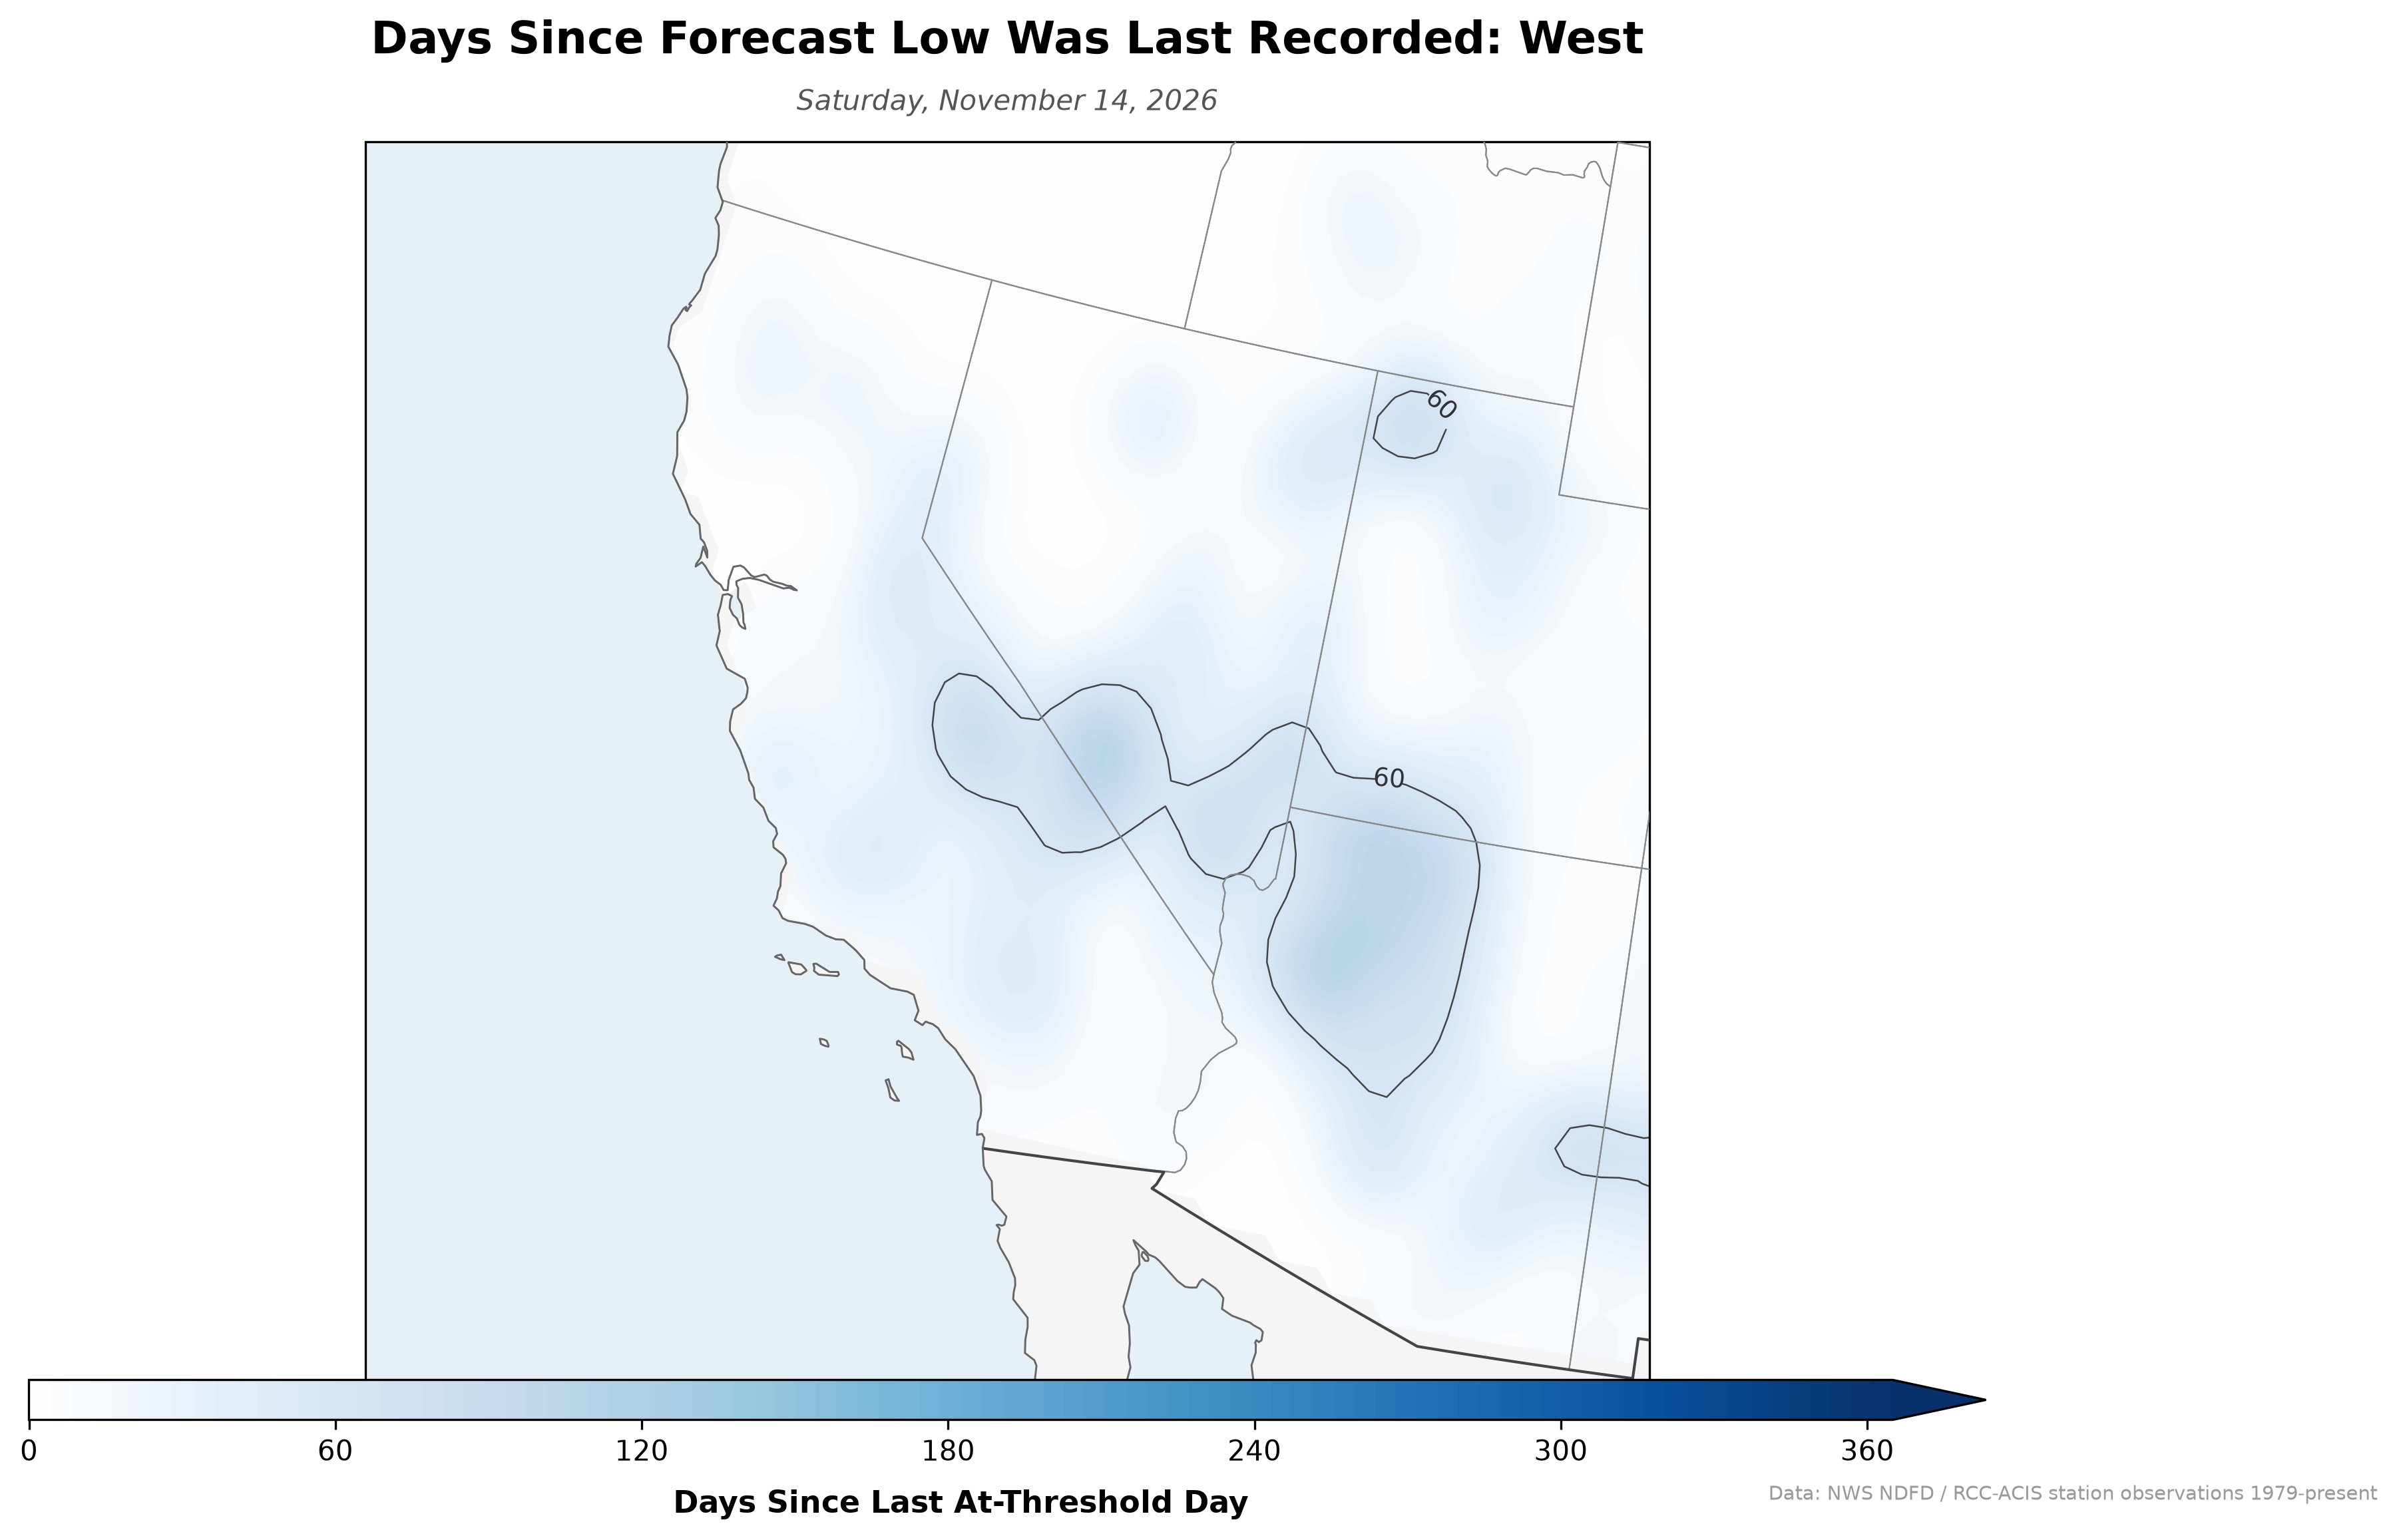 Days Since Forecast Low Was Last Recorded: West
Saturday, November 14, 2026
60
60
0 60 120 180 240 300 360
Days Since Last At-Threshold Day
Data: NWS NDFD / RCC-ACIS station observations 1979-present